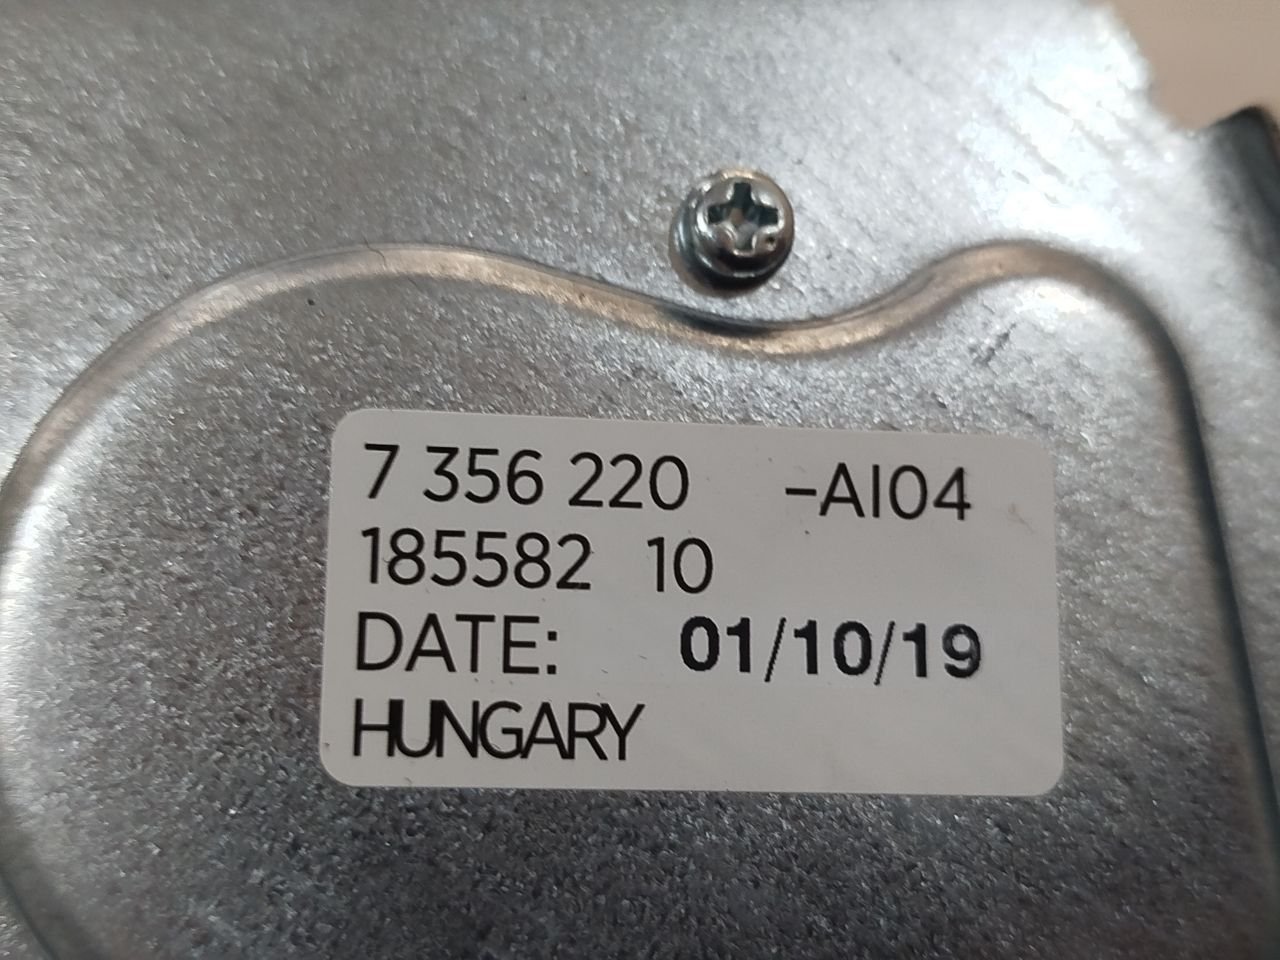 7 356 220 -AI04
185582 10
DATE: 01/10/19
HUNGARY